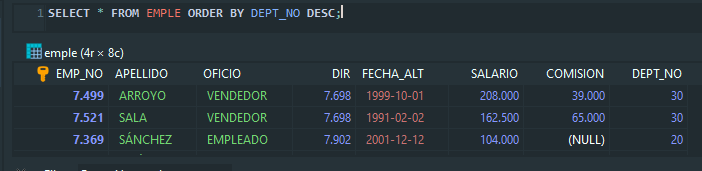 1 SELECT * FROM EMPLE ORDER BY DEPT_NO DESC;
emple (4r × 8c)
EMP_NO APELLIDO OFICIO DIR FECHA_ALT SALARIO COMISION DEPT_NO
7.499 ARROYO VENDEDOR 7.698 1999-10-01 208.000 39.000 30
7.521 SALA VENDEDOR 7.698 1991-02-02 162.500 65.000 30
7.369 SÁNCHEZ EMPLEADO 7.902 2001-12-12 104.000 (NULL) 20